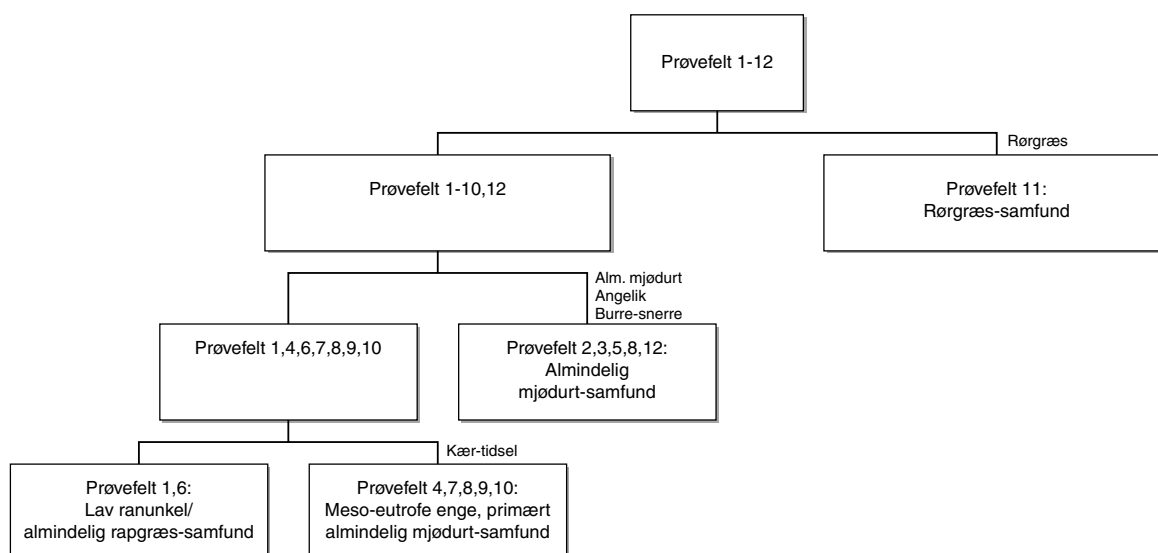 Prøvefelt 1-12
Rørgræs
Prøvefelt 1-10,12
Prøvefelt 11:
Rørgræs-samfund
Alm. mjødurt
Angelik
Burre-snerre
Prøvefelt 1,4,6,7,8,9,10
Prøvefelt 2,3,5,8,12:
Almindelig
mjødurt-samfund
Kær-tidsel
Prøvefelt 1,6:
Lav ranunkel/
almindelig rapgræs-samfund
Prøvefelt 4,7,8,9,10:
Meso-eutrofe enge, primært
almindelig mjødurt-samfund